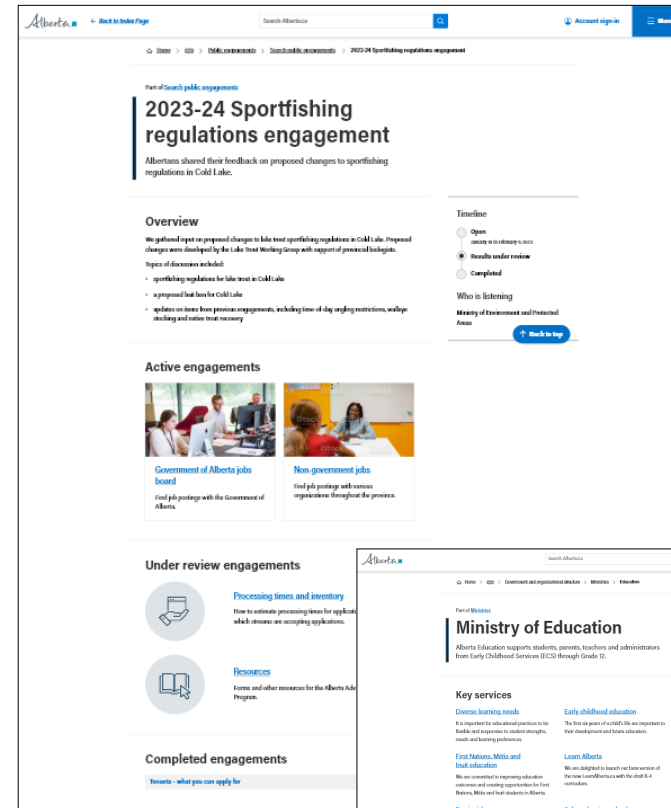 Alberta
← Back to Index Page
Search Alberta.ca
Account sign-in
Home > > Public engagements > Search public engagements > 2023-24 Sportfishing regulations engagement
Part of Search public engagements
2023-24 Sportfishing
regulations engagement
Albertans shared their feedback on proposed changes to sportfishing
regulations in Cold Lake.
Overview
We gathered input on proposed changes to lake trout sportfishing regulations in Cold Lake. Proposed
changes were developed by the Lake Trout Working Group with support of provincial biologists.
Topics of discussion included:
• sportfishing regulations for lake trout in Cold Lake
• a proposed bait ban for Cold Lake
• updates on items from previous engagements, including time-of-day angling restrictions, walleye
stocking and native trout recovery
Timeline
Open
Results under review
Completed
Who is listening
Ministry of Environment and Protected
Areas
↑ Back to top
Active engagements
Government of Alberta jobs
board
Find job postings with the Government of
Alberta.
Non-government jobs
Find job postings with various
organizations throughout the province.
Under review engagements
Processing times and inventory
How to estimate processing times for applicati
which streams are accepting applications.
Resources
Forms and other resources for the Alberta Adv
Program.
Completed engagements
Tenants - what you can apply for
Alberta
Search Alberta.ca
Home > > Government and organizational structure > Ministries > Education
Part of Ministries
Ministry of Education
Alberta Education supports students, parents, teachers and administrators
from Early Childhood Services (ECS) through Grade 12.
Key services
Diverse learning needs
It is important for educational practices to be
flexible and responsive to student strengths,
needs and learning preferences.
Early childhood education
The first six years of a child's life are important to
their development and future education.
First Nations, Métis and
Inuit education
We are committed to improving education
outcomes and creating opportunities for First
Nations, Métis and Inuit students in Alberta.
Learn Alberta
We are delighted to launch our beta version of
the new LearnAlberta.ca with the draft K-4
curriculum